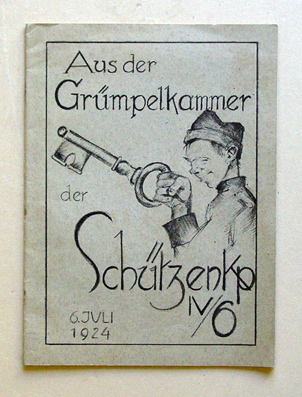 Aus der
Grümpelkammer
der
Schützenkp
IV/6
6. JULI
1924